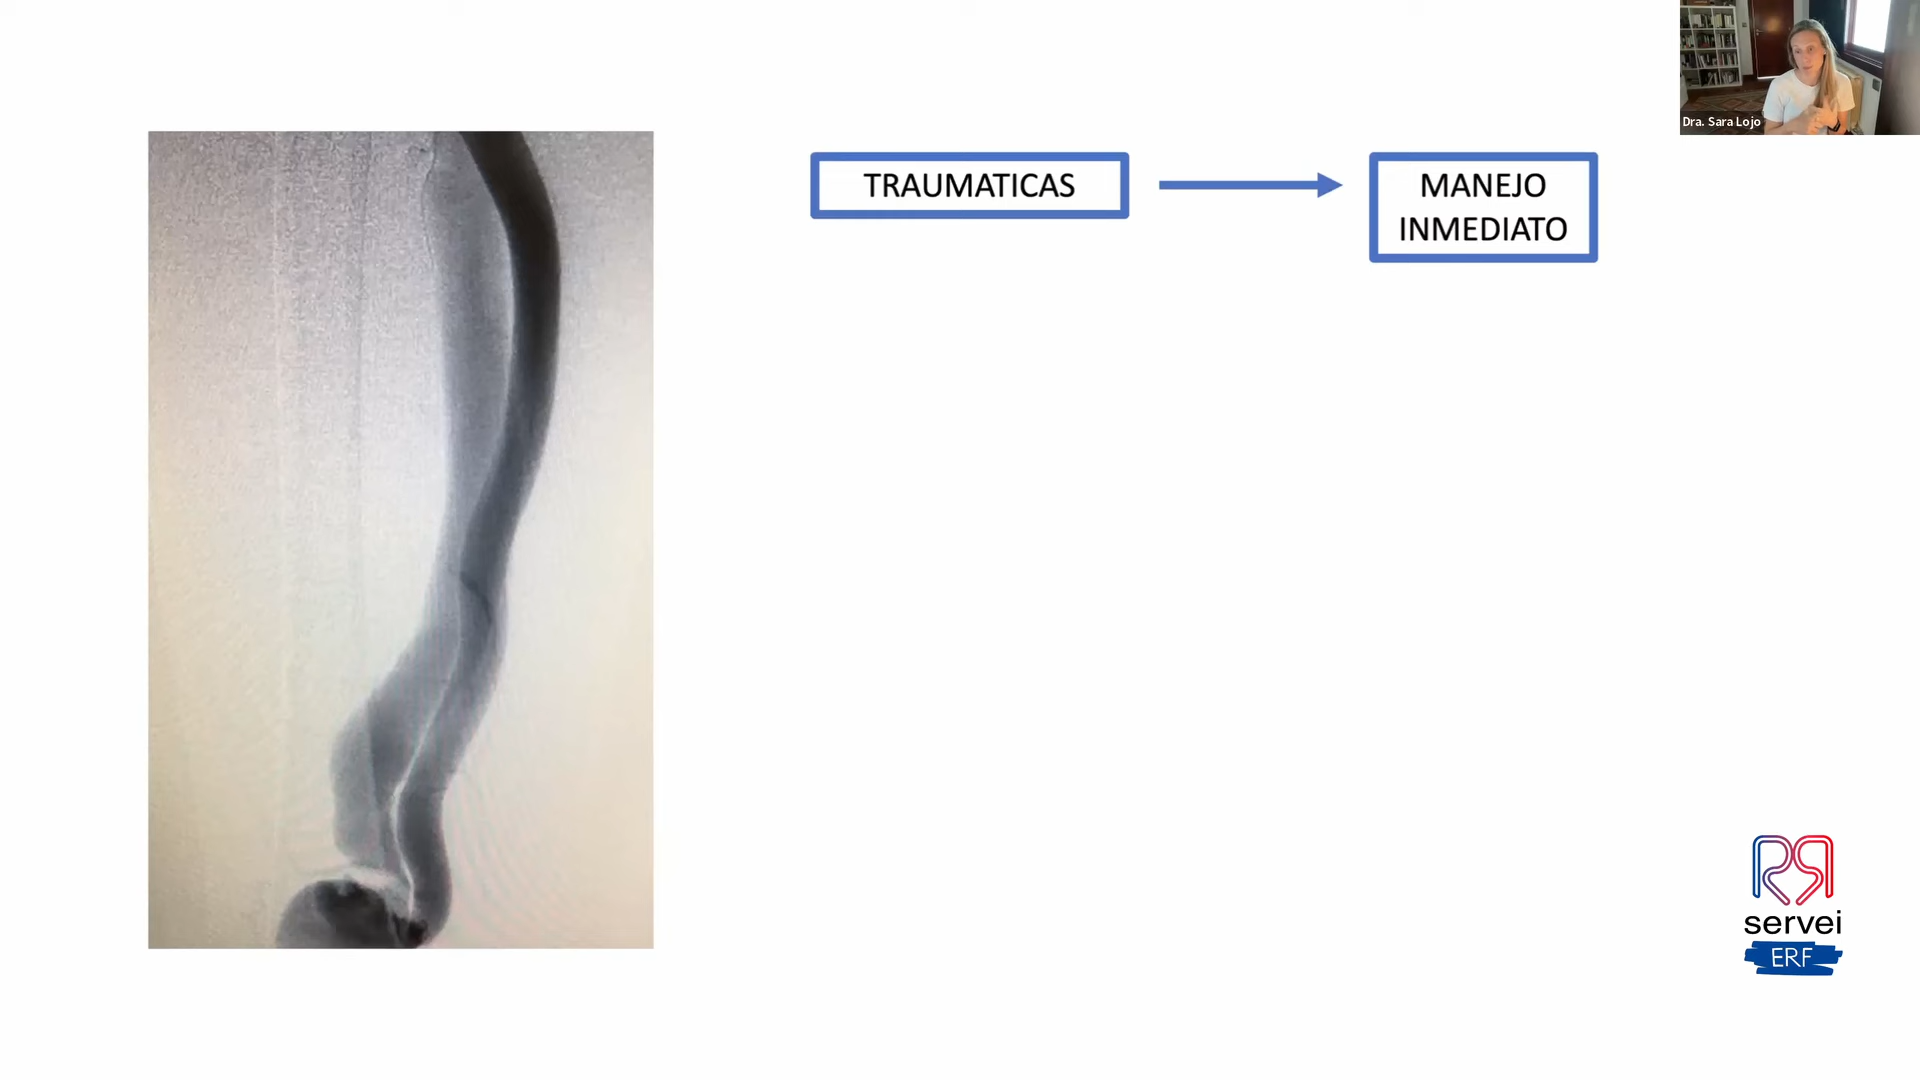 Dra. Sara Lojo
TRAUMATICAS
MANEJO
INMEDIATO
servei
ERF